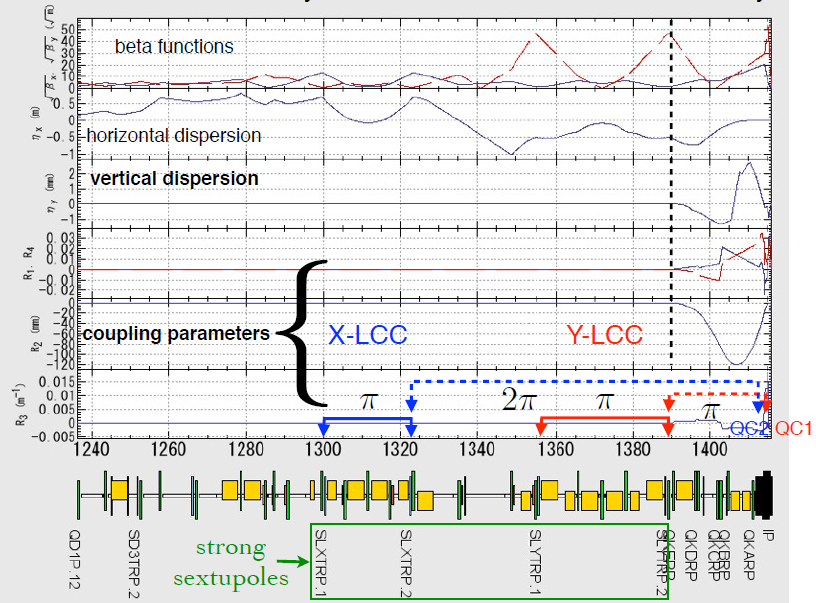 √βx, √βy (√m)
50
40
30
20
10
0
beta functions
ηx (m)
0.5
0
−0.5
−1
horizontal dispersion
ηY (mm)
2
1
0
−1
vertical dispersion
R1, R4
0.03
0.02
0.01
0
−0.01
−0.02
R2 (mm)
0
−20
−40
−60
−80
−100
−120
coupling parameters
X-LCC
Y-LCC
R3 (m⁻¹)
0.015
0.01
0.005
0
−0.005
π
2π
π
π
QC2
QC1
1240
1260
1280
1300
1320
1340
1360
1380
1400
QD1P.12
SD3TRP.2
strong
sextupoles
SLXTRP.1
SLXTRP.2
SLYTRP.1
SLYTRP.2
QKDRP
QKARP
IP